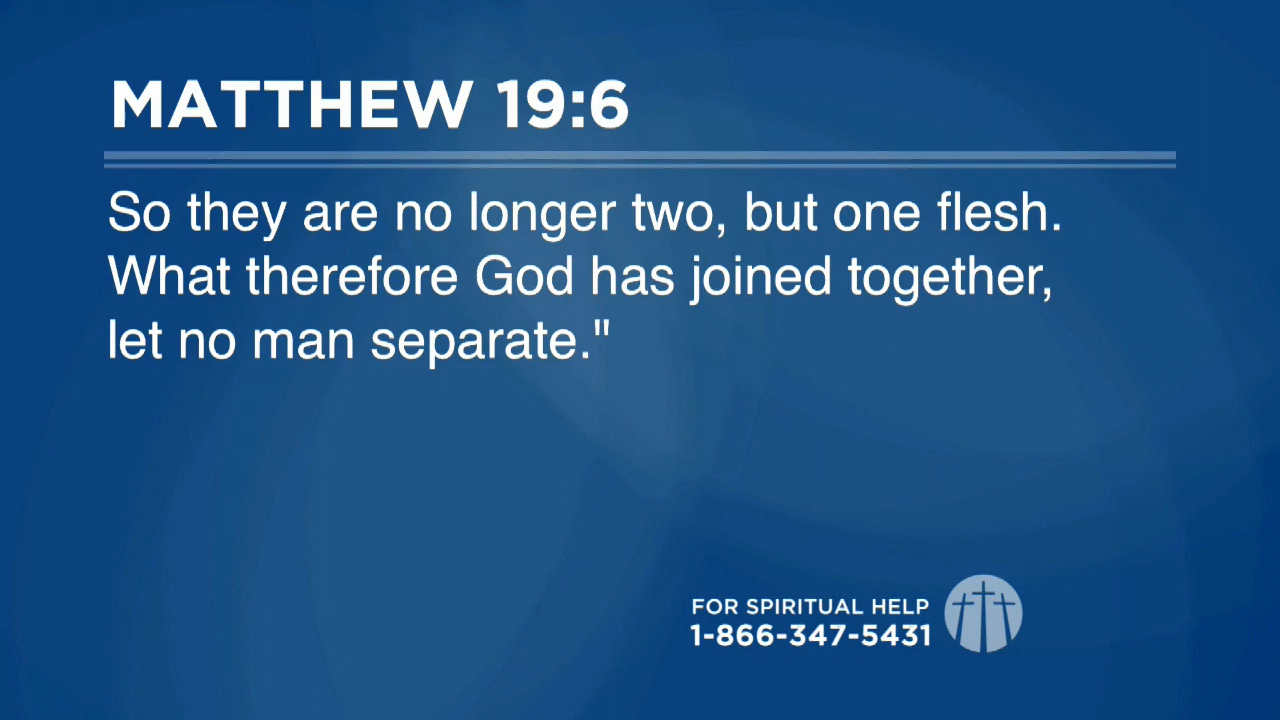 MATTHEW 19:6
So they are no longer two, but one flesh.
What therefore God has joined together,
let no man separate."
FOR SPIRITUAL HELP
1-866-347-5431